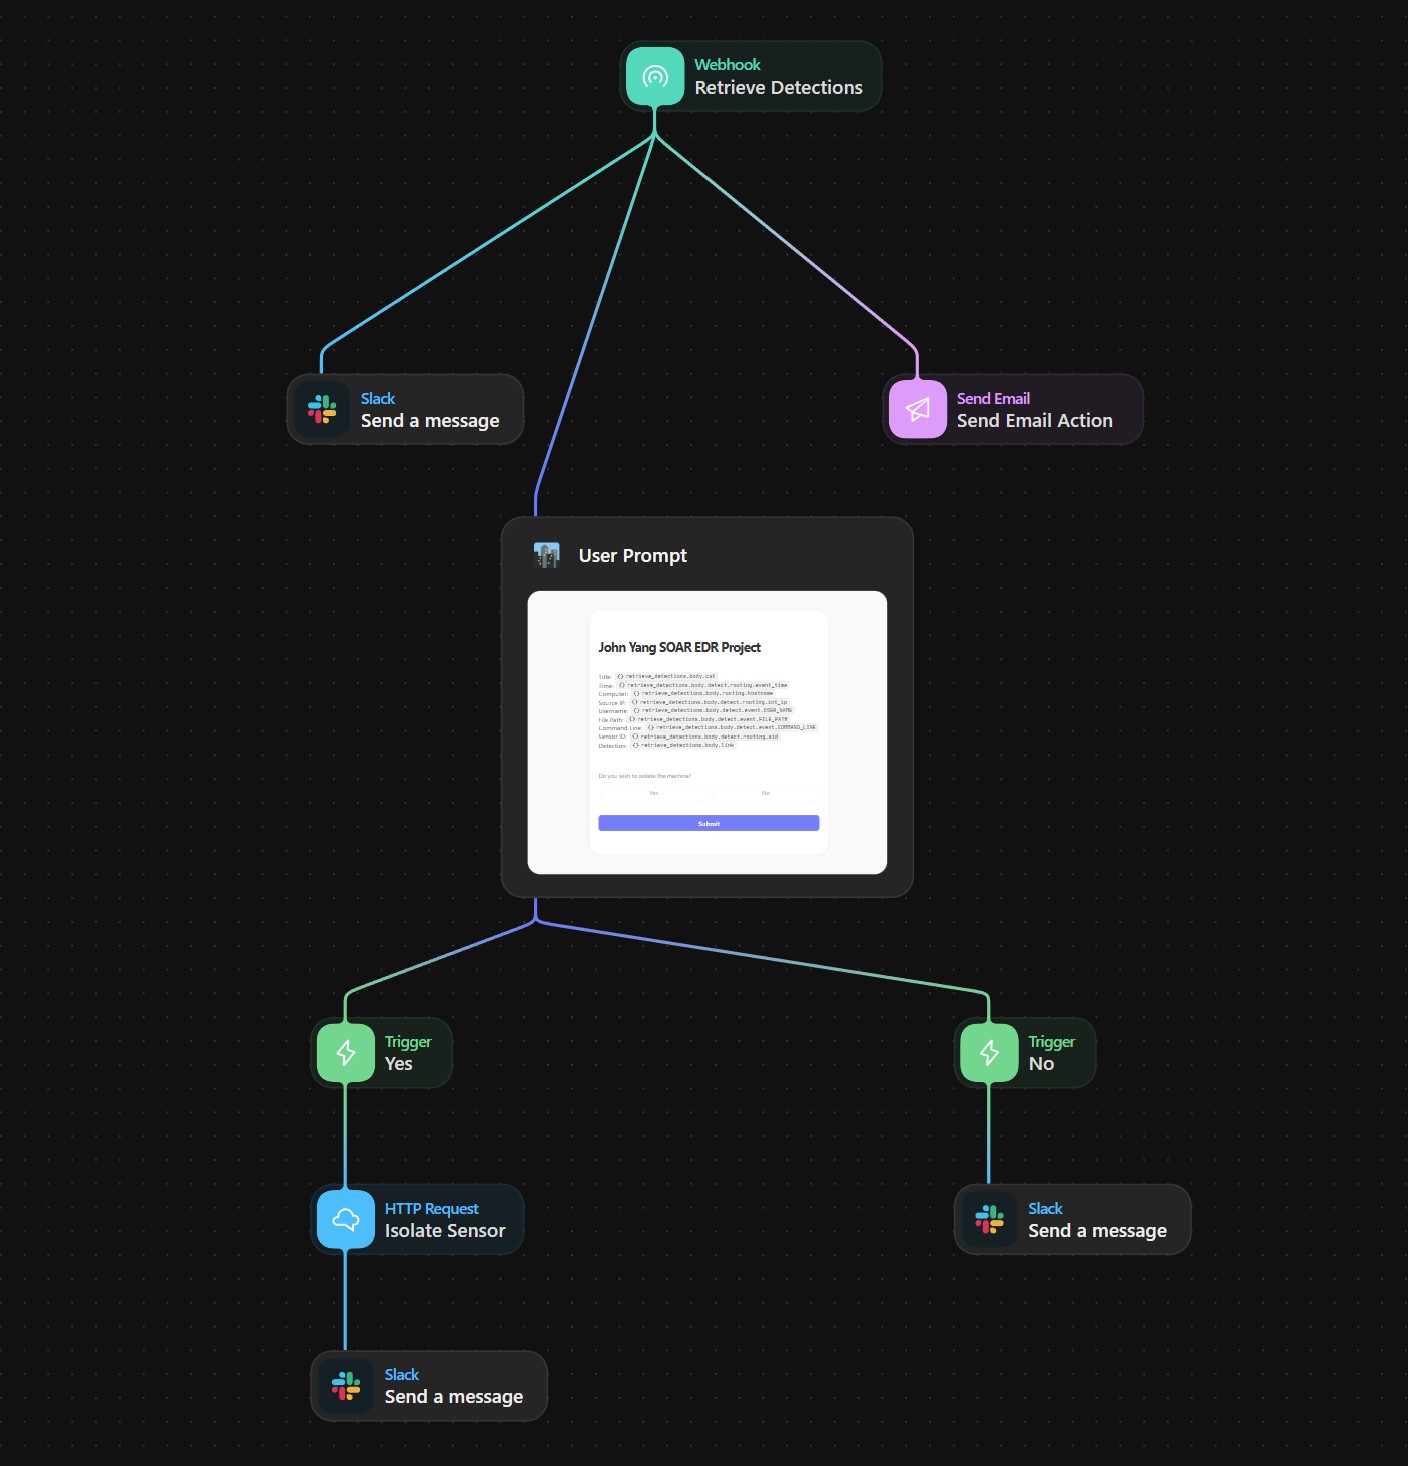 Webhook
Retrieve Detections
Slack
Send a message
Send Email
Send Email Action
User Prompt
John Yang SOAR EDR Project
Title: {} retrieve_detections.body.cat
Time: {} retrieve_detections.body.detect.routing.event_time
Computer: {} retrieve_detections.body.routing.hostname
Source IP: {} retrieve_detections.body.detect.routing.int_ip
Username: {} retrieve_detections.body.detect.event.USER_NAME
File Path: {} retrieve_detections.body.detect.event.FILE_PATH
Command Line: {} retrieve_detections.body.detect.event.COMMAND_LINE
Sensor ID: {} retrieve_detections.body.detect.routing.sid
Detection: {} retrieve_detections.body.link
Do you wish to isolate the machine?
Yes No
Submit
Trigger
Yes
Trigger
No
HTTP Request
Isolate Sensor
Slack
Send a message
Slack
Send a message